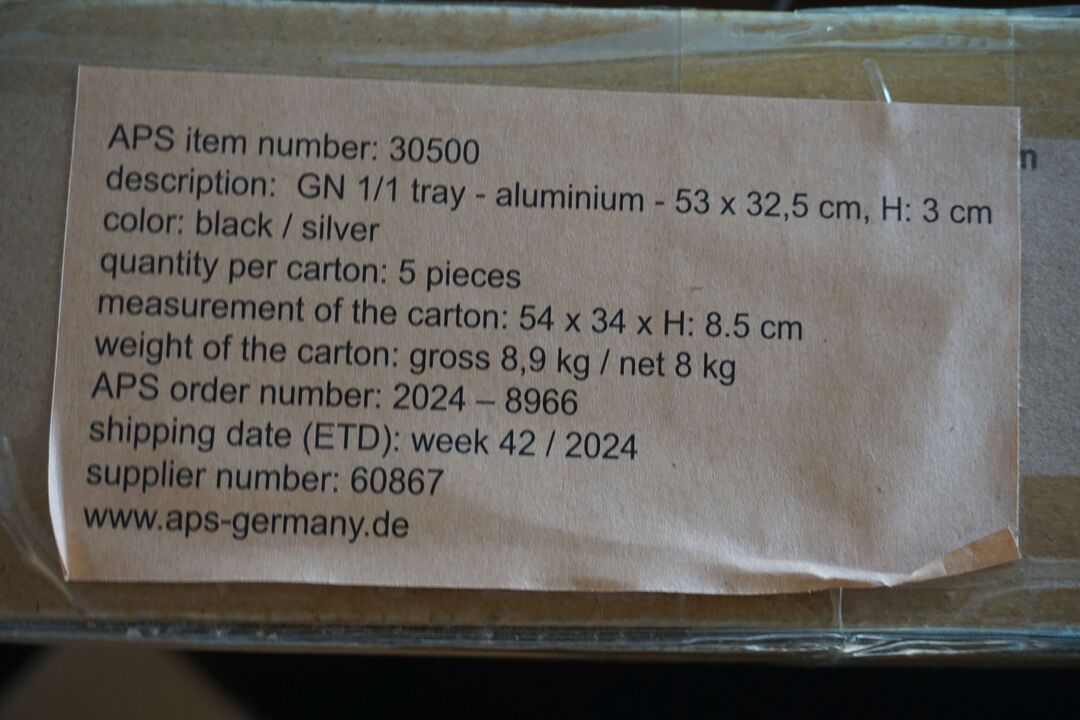 APS item number: 30500
description:  GN 1/1 tray - aluminium - 53 x 32,5 cm, H: 3 cm
color: black / silver
quantity per carton: 5 pieces
measurement of the carton: 54 x 34 x H: 8.5 cm
weight of the carton: gross 8,9 kg / net 8 kg
APS order number: 2024 – 8966
shipping date (ETD): week 42 / 2024
supplier number: 60867
www.aps-germany.de